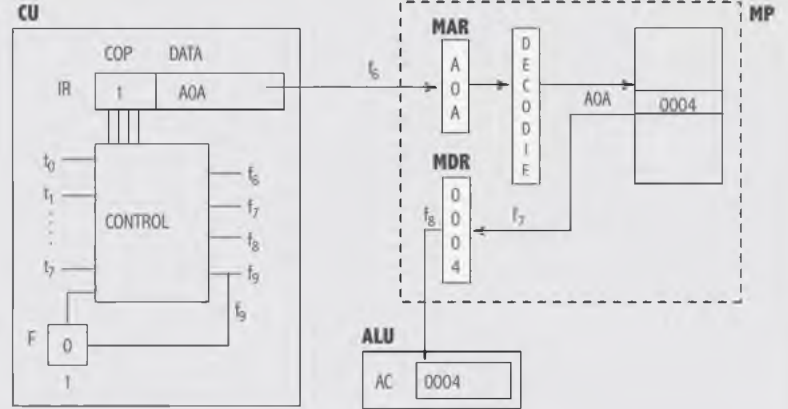 CU
COP DATA
IR 1 A0A
t0
t1
t7
CONTROL
f6
f7
f8
f9
f9
F 0
1
f6
MP
MAR
A
0
A
D
E
C
O
D
I
E
A0A
0004
MDR
0
0
0
4
f8
f7
ALU
AC 0004